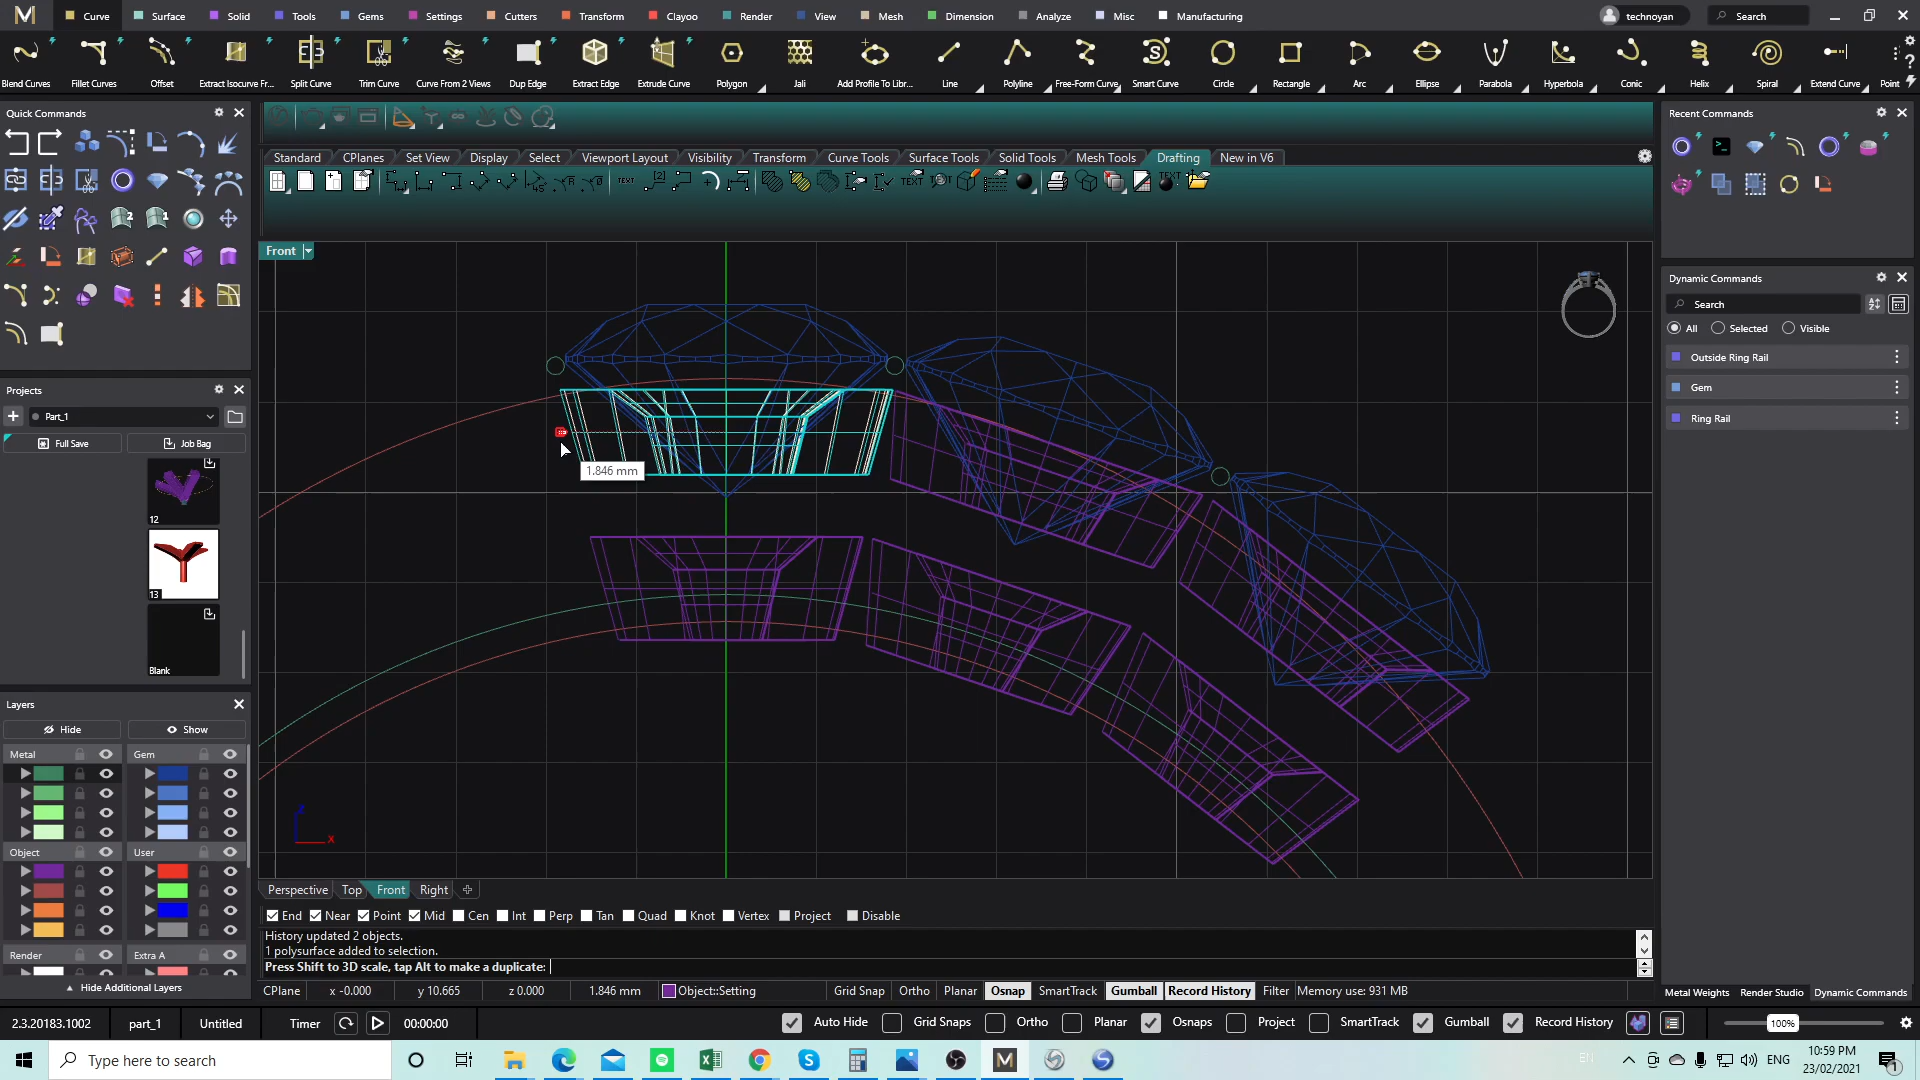 Curve Surface Solid Tools Gems Settings Cutters Transform Clayoo Render View Mesh Dimension Analyze Misc Manufacturing technoyan Search
Blend Curves Fillet Curves Offset Extract Isocurve Fr... Split Curve Trim Curve Curve From 2 Views Dup Edge Extract Edge Extrude Curve Polygon Jali Add Profile To Libr... Line Polyline Free-Form Curve Smart Curve Circle Rectangle Arc Ellipse Parabola Hyperbola Conic Helix Spiral Extend Curve Point
Quick Commands
Standard CPlanes Set View Display Select Viewport Layout Visibility Transform Curve Tools Surface Tools Solid Tools Mesh Tools Drafting New in V6
Front
1.846 mm
z
x
Projects
Part_1
Full Save Job Bag
12
13
Blank
Layers
Hide Show
Metal Gem
Object User
Render Extra A
Hide Additional Layers
Recent Commands
Dynamic Commands
Search
All Selected Visible
Outside Ring Rail
Gem
Ring Rail
Perspective Top Front Right
End Near Point Mid Cen Int Perp Tan Quad Knot Vertex Project Disable
History updated 2 objects.
1 polysurface added to selection.
Press Shift to 3D scale, tap Alt to make a duplicate:
CPlane x -0.000 y 10.665 z 0.000 1.846 mm Object::Setting Grid Snap Ortho Planar Osnap SmartTrack Gumball Record History Filter Memory use: 931 MB
Metal Weights Render Studio Dynamic Commands
2.3.20183.1002 part_1 Untitled Timer 00:00:00 Auto Hide Grid Snaps Ortho Planar Osnaps Project SmartTrack Gumball Record History 100%
Type here to search
ENG
10:59 PM
23/02/2021